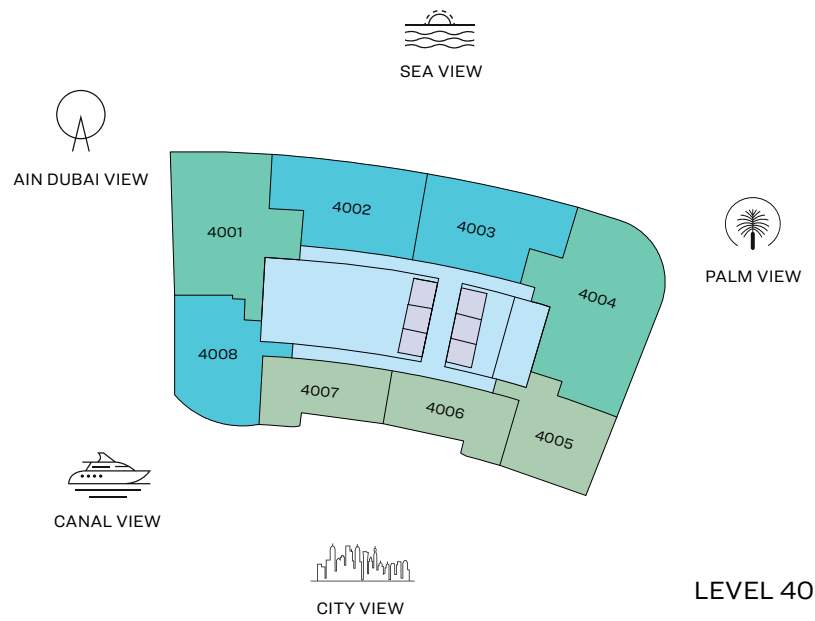 SEA VIEW
AIN DUBAI VIEW
4001
4002
4003
4004
PALM VIEW
4008
4007
4006
4005
CANAL VIEW
CITY VIEW
LEVEL 40